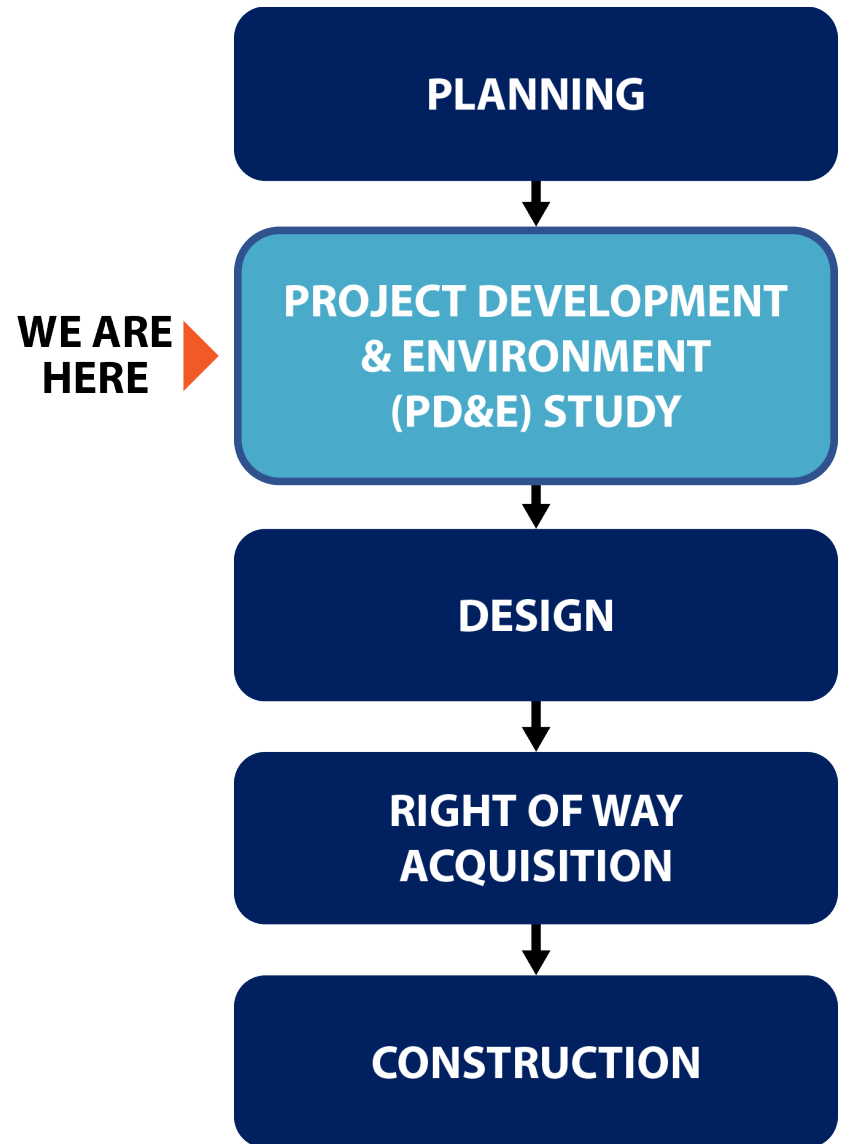 PLANNING
WE ARE
HERE
PROJECT DEVELOPMENT
& ENVIRONMENT
(PD&E) STUDY
DESIGN
RIGHT OF WAY
ACQUISITION
CONSTRUCTION